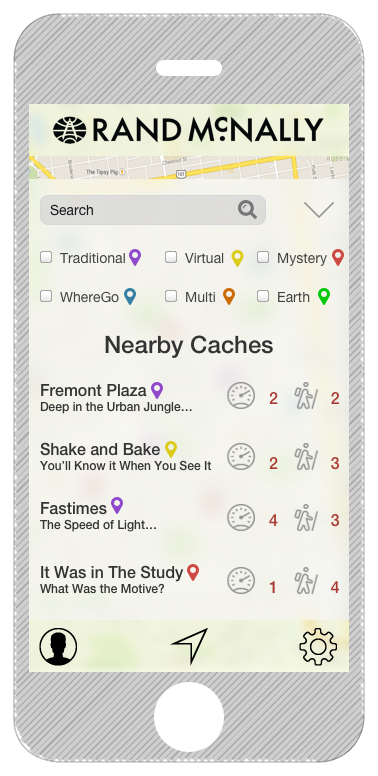 RAND McNALLY
Chestnut St
The Tipsy Pig
101
Search
Traditional Virtual Mystery
WhereGo Multi Earth
Nearby Caches
Fremont Plaza 2 2
Deep in the Urban Jungle...
Shake and Bake 2 3
You'll Know it When You See It
Fastimes 4 3
The Speed of Light...
It Was in The Study 1 4
What Was the Motive?